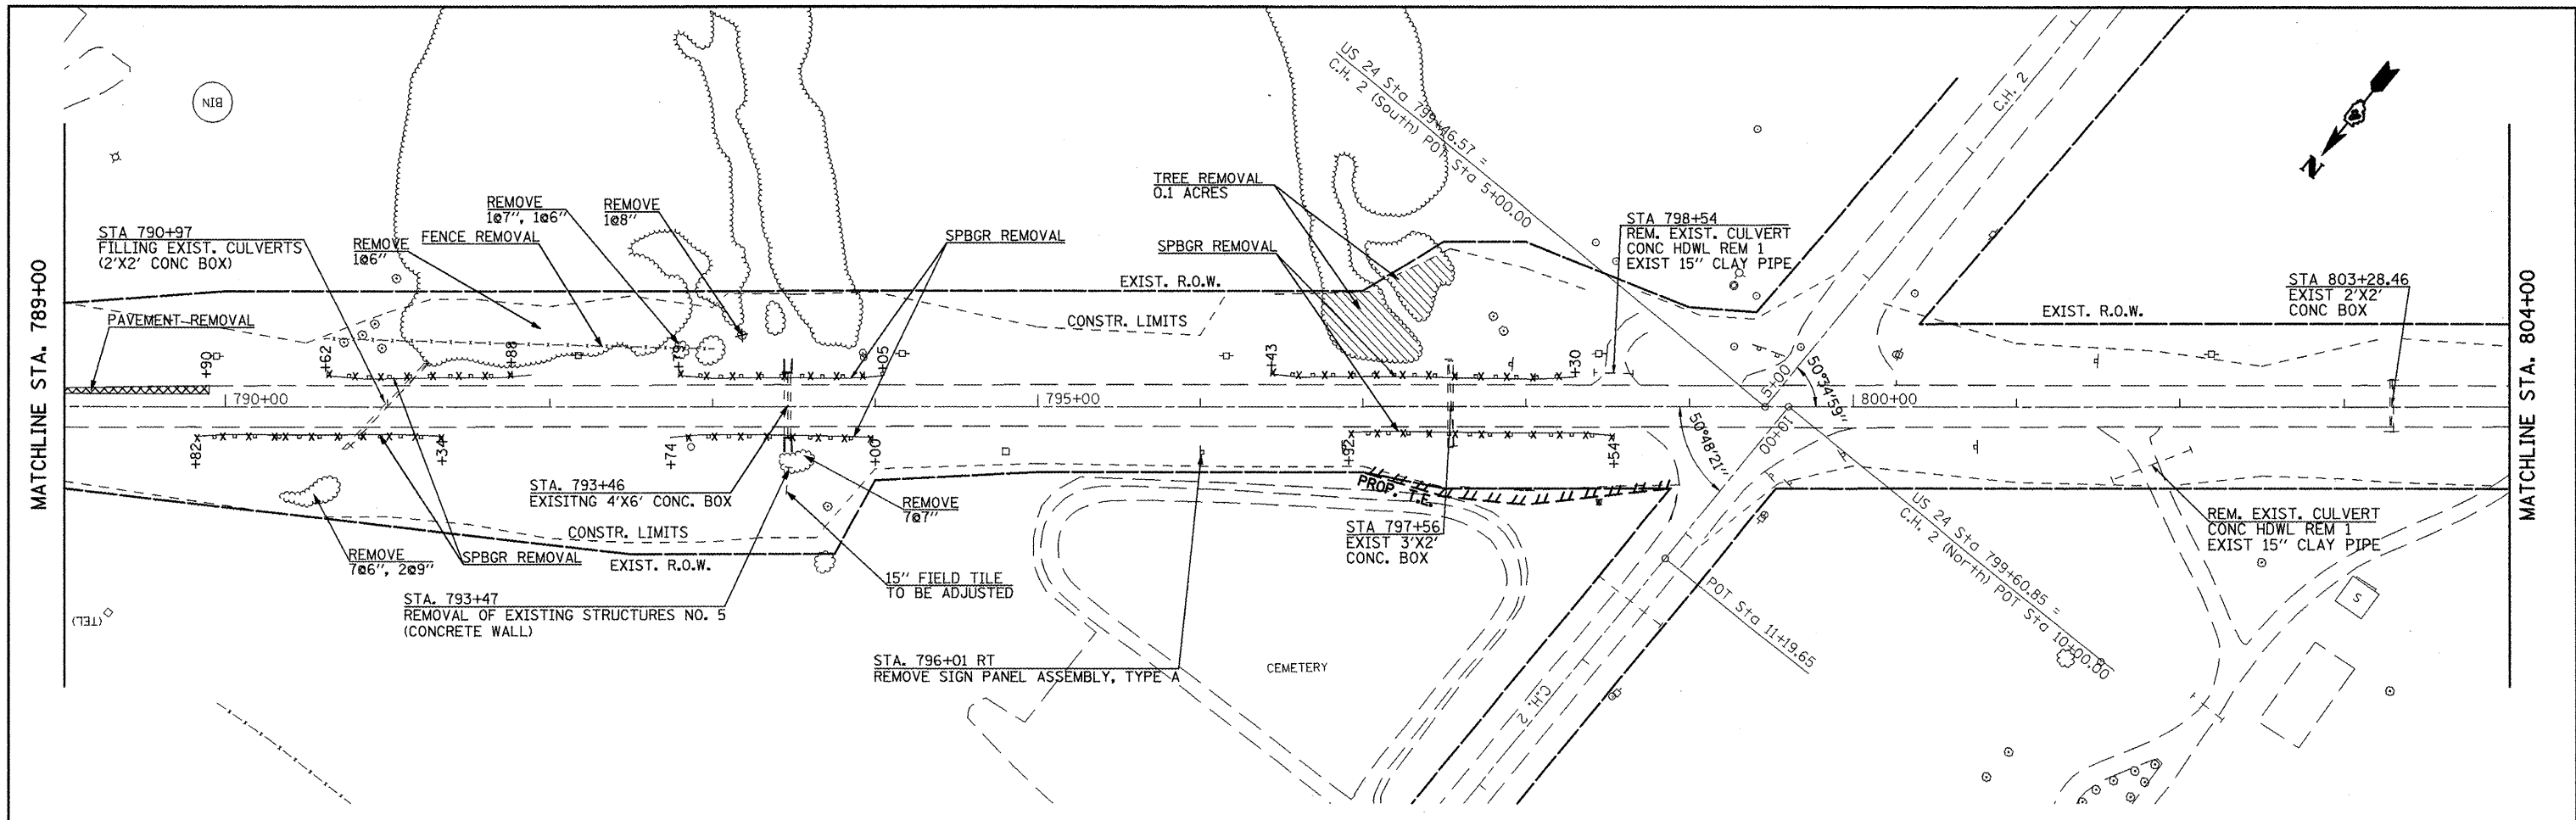 MATCHLINE STA. 789+00
BIN
US 24 Sta 799+46.57 =
C.H. 2 (South) POT Sta 5+00.00
C.H. 2
N
TREE REMOVAL
0.1 ACRES
REMOVE
1@7", 1@6"
REMOVE
1@8"
STA 790+97
FILLING EXIST. CULVERTS
(2'X2' CONC BOX)
REMOVE
1@6"
FENCE REMOVAL
SPBGR REMOVAL
SPBGR REMOVAL
STA 798+54
REM. EXIST. CULVERT
CONC HDWL REM 1
EXIST 15" CLAY PIPE
EXIST. R.O.W.
STA 803+28.46
EXIST 2'X2'
CONC BOX
EXIST. R.O.W.
PAVEMENT REMOVAL
CONSTR. LIMITS
+90
+62
+88
+79
+05
+43
+30
790+00
795+00
5+00
50°34'59"
800+00
10+00
50°48'21"
+82
+34
+74
+00
+92
+54
STA. 793+46
EXISITNG 4'X6' CONC. BOX
REMOVE
7@7"
PROP. T.E.
STA 797+56
EXIST 3'X2'
CONC. BOX
CONSTR. LIMITS
REMOVE
7@6", 2@9"
SPBGR REMOVAL
EXIST. R.O.W.
15" FIELD TILE
TO BE ADJUSTED
STA. 793+47
REMOVAL OF EXISTING STRUCTURES NO. 5
(CONCRETE WALL)
(TEL)
STA. 796+01 RT
REMOVE SIGN PANEL ASSEMBLY, TYPE A
CEMETERY
C.H. 2
POT Sta 11+19.65
US 24 Sta 799+60.85 =
C.H. 2 (North) POT Sta 10+00.00
REM. EXIST. CULVERT
CONC HDWL REM 1
EXIST 15" CLAY PIPE
S
MATCHLINE STA. 804+00